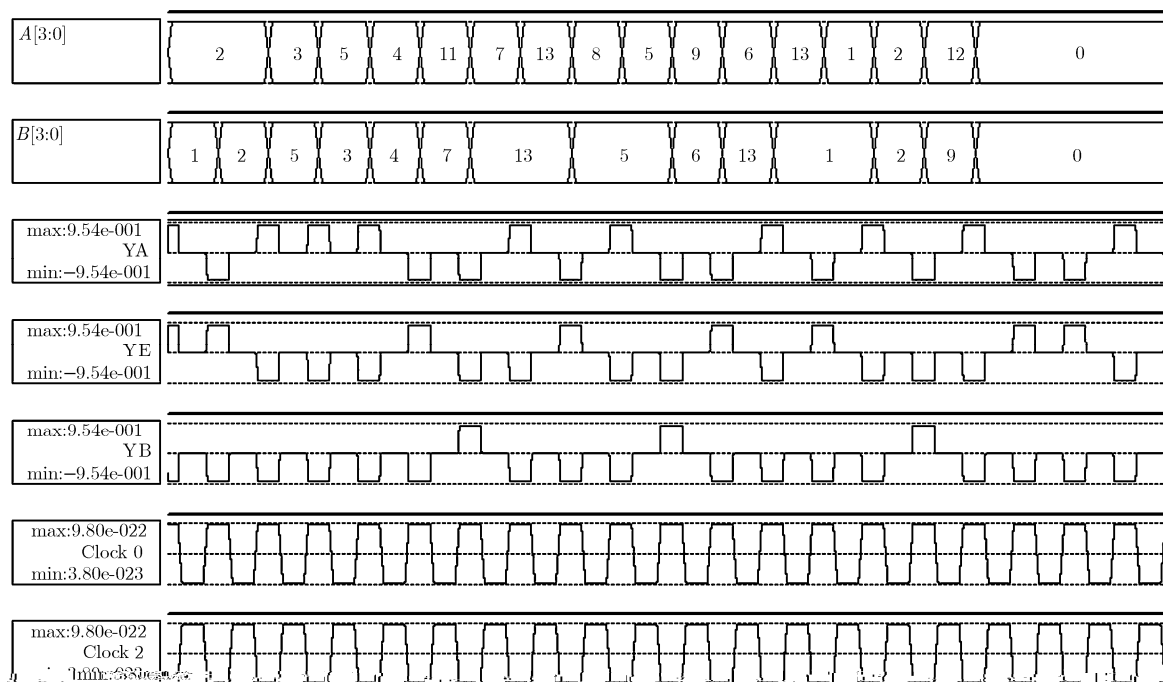 A[3:0]
2 3 5 4 11 7 13 8 5 9 6 13 1 2 12 0
B[3:0]
1 2 5 3 4 7 13 5 6 13 1 2 9 0
max:9.54e-001
YA
min:−9.54e-001
max:9.54e-001
YE
min:−9.54e-001
max:9.54e-001
YB
min:−9.54e-001
max:9.80e-022
Clock 0
min:3.80e-023
max:9.80e-022
Clock 2